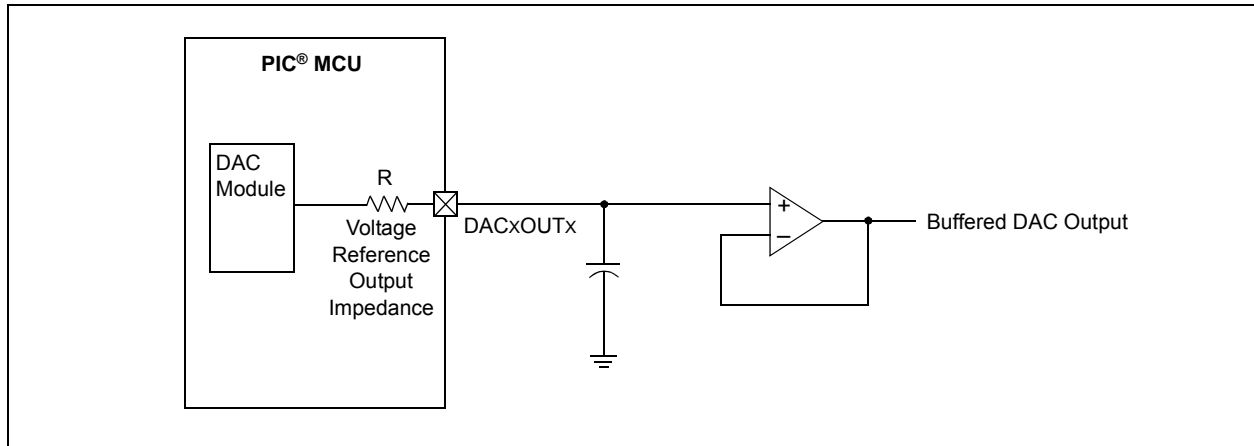 PIC® MCU
DAC
Module
R
Voltage
Reference
Output
Impedance
DACxOUTx
+
–
Buffered DAC Output